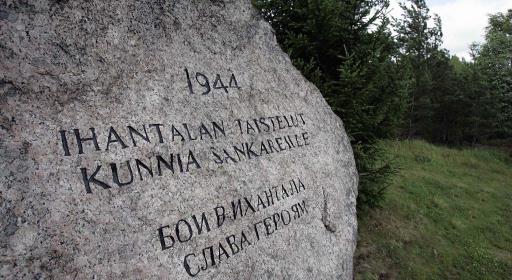 1944
IHANTALAN TAISTELUT
KUNNIA SANKAREILLE
БОИ В ИХАНТАЛА
СЛАВА ГЕРОЯМ